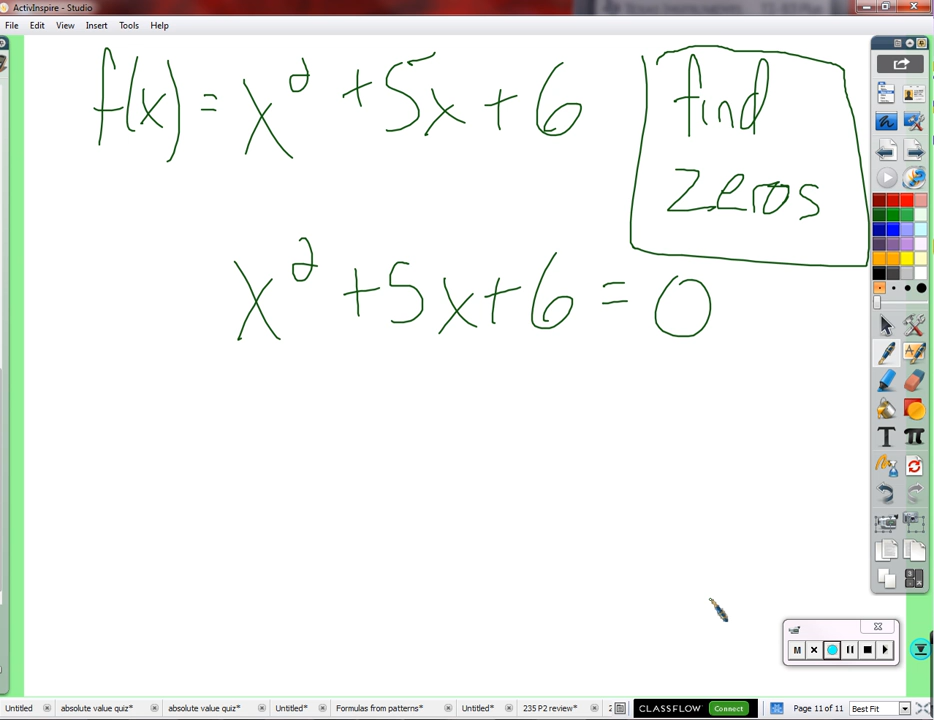 ActivInspire - Studio
File Edit View Insert Tools Help
f(x) = x² + 5x + 6
find
zeros
x² + 5x + 6 = 0
M
Untitled absolute value quiz* absolute value quiz* Untitled* Formulas from patterns* Untitled* 235 P2 review* 2 CLASSFLOW Connect Page 11 of 11 Best Fit